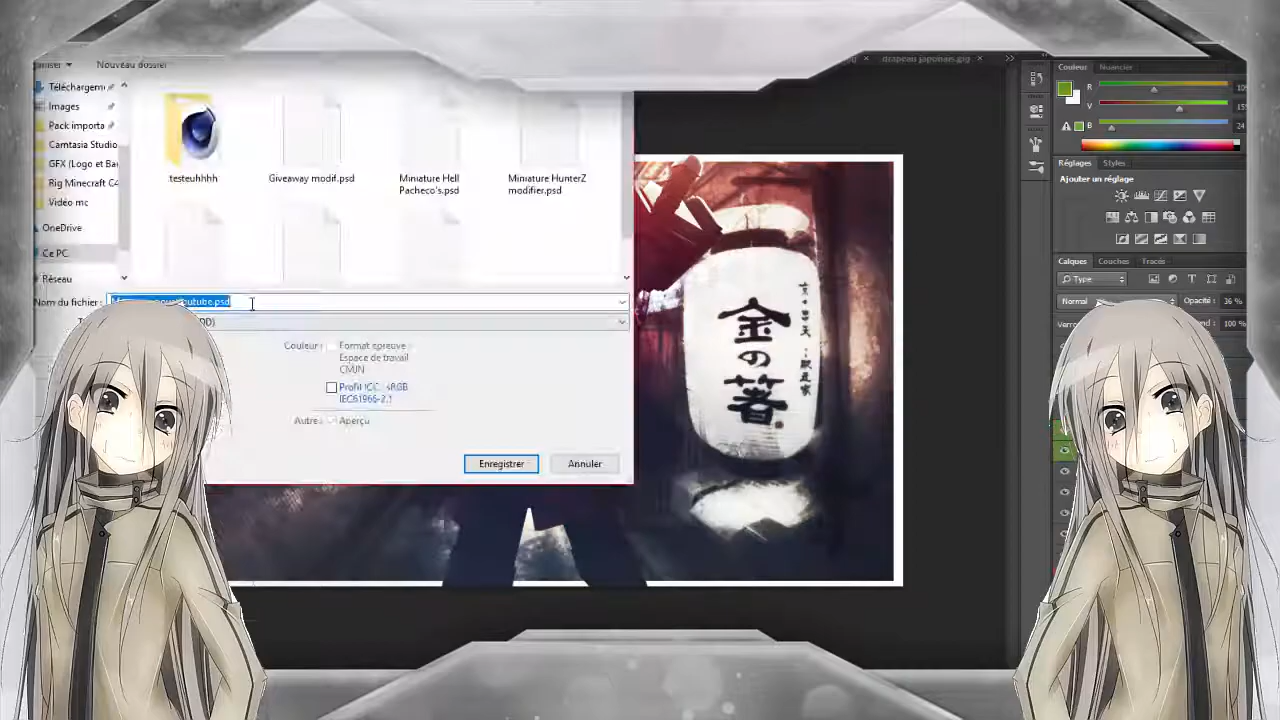 Nouveau dossier
drapeau japonais.jpg
Couleur
Nuancier
Téléchargem
Images
Pack importa
Camtasia Studio
GFX (Logo et Ba
Rig Minecraft C4
Vidéo mc
OneDrive
Ce PC
Réseau
.testeuhhhh
Giveaway modif.psd
Miniature Hell
Pacheco's.psd
Miniature HunterZ
modifier.psd
Nom du fichier :
Couleur :
Format épreuve
Espace de travail
CMJN
Profil ICC : sRGB
IEC61966-2.1
Autre :
Aperçu
Enregistrer
Annuler
金の箸
R
V
B
24
Réglages
Styles
Ajouter un réglage
Calques
Couches
Tracés
Type
Normal
Opacité :
36 %
100 %